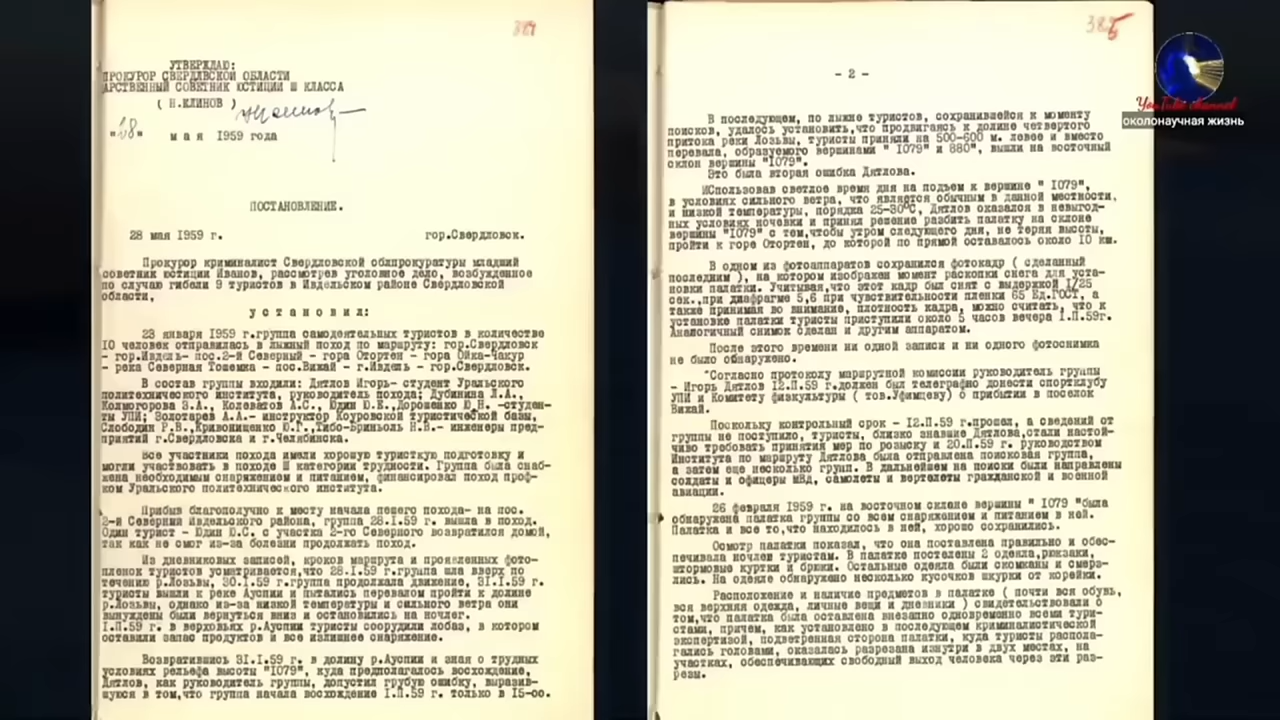 384
УТВЕРЖДАЮ:
ПРОКУРОР СВЕРДЛВСКОЙ ОБЛАСТИ
АРСТВЕННЫЙ СОВЕТНИК ЮСТИЦИИ Ш КЛАССА
( Н.КЛИНОВ )
"28" мая 1959 года
ПОСТАНОВЛЕНИЕ.
28 мая 1959 г. гор.Свердловск.
Прокурор криминалист Свердловской облпрокуратуры младший
советник юстиции Иванов, рассмотрев уголовное дело, возбужденное
по случаю гибели 9 туристов в Ивдельском районе Свердловской
области,
установил:
23 января 1959 г.группа самодеятельных туристов в количестве
10 человек отправилась в лыжный поход по маршруту: гор.Свердловск
- гор.Ивдель- пос.2-й Северный - гора Отортен - гора Ойка-Чакур
- река Северная Тошемка - пос.Вижай - г.Ивдель - гор.Свердловск.
В состав группы входили: Дятлов Игорь- студент Уральского
политехнического института, руководитель похода; Дубинина Л.А.,
Колмогорова З.А., Колеватов А.С., Юдин Ю.Е., Дорошенко Ю.Н. -студен-
ты УПИ; Золотарев А.А.- инструктор Коуровской туристической базы,
Слободин Р.В.,Кривонищенко Ю.Г.,Тибо-Бриньоль Н.В.- инженеры пред-
приятий г.Свердловска и г.Челябинска.
Все участники похода имели хорошую туристкую подготовку и
могли участвовать в походе Ш категории трудности. Группа была снаб-
жена необходимым снаряжением и питанием, финансировал поход проф-
ком Уральского политехнического института.
Прибыв благополучно к месту начала пешего похода- на пос.
2-й Северный Ивдельского района, группа 28.I.59 г. вышла в поход.
Один турист - Юдин Ю.С. с участка 2-го Северного возвратился домой,
так как не смог из-за болезни продолжать поход.
Из дневниковых записей, кроков маршрута и проявленных фото-
пленок туристов усматривается,что 28.I.59 г.группа шла вверх по
течению р.Лозьвы, 30.I.59 г.группа продолжала движение, 31.I.59 г.
туристы вышли к реке Ауспии и пытались перевалом пройти к долине
р.Лозьвы, однако из-за низкой температуры и сильного ветра они
вынуждены были вернуться вниз и остановились на ночлег.
I.П.59 г. в верховьях р.Ауспии туристы соорудили лобаз, в котором
оставили запас продуктов и все излишнее снаряжение.
Возвратившись 31.I.59 г. в долину р.Ауспии и зная о трудных
условиях рельефа высоты "1079", куда предполагалось восхождение,
Дятлов, как руководитель группы, допустил грубую ошибку, выразив-
шуюся в том,что группа начала восхождение I.П.59 г. только в 15-00.
385
- 2 -
В последующем, по лыжне туристов, сохранившейся к моменту
поисков, удалось установить,что продвигаясь к долине четвертого
притока реки Лозьвы, туристы приняли на 500-600 м. левее и вместо
перевала, образуемого вершинами " 1079" и 880", вышли на восточный
склон вершины "1079".
Это была вторая ошибка Дятлова.
ИСпользовав светлое время дня на подъем к вершине " 1079",
в условиях сильного ветра, что является обычным в данной местности,
и низкой температуры, порядка 25-30°С, Дятлов оказался в невыгод-
ных условиях ночевки и принял решение разбить палатку на склоне
вершины "1079" с тем,чтобы утром следующего дня, не теряя высоты,
пройти к горе Отортен, до которой по прямой оставалось около 10 км.
В одном из фотоаппаратов сохранился фотокадр ( сделанный
последним ), на котором изображен момент раскопки снега для уста-
новки палатки. Учитывая,что этот кадр был снят с выдержкой 1/25
сек.,при диафрагме 5,6 при чувствительности пленки 65 Ед.ГОСТ, а
также принимая во внимание, плотность кадра, можно считать, что к
установке палатки туристы приступили около 5 часов вечера I.П.59г.
Аналогичный снимок сделан и другим аппаратом.
После этого времени ни одной записи и ни одного фотоснимка
не было обнаружено.
Согласно протоколу маршрутной комиссии руководитель группы
- Игорь Дятлов 12.П.59 г.должен был телеграфно донести спортклубу
УПИ и Комитету физкультуры ( тов.Уфимцеву) о прибытии в поселок
Вижай.
Поскольку контрольный срок - 12.П.59 г.прошел, а сведений от
группы не поступило, туристы, близко знавшие Дятлова,стали настой-
чиво требовать принятия мер по розыску и 20.П.59 г. руководством
Института по маршруту Дятлова была отправлена поисковая группа,
а затем еще несколько групп. В дальнейшем на поиски были направлены
солдаты и офицеры МВД, самолеты и вертелеты гражданской и военной
авиации.
26 февраля 1959 г. на восточном склоне вершины " 1079 "была
обнаружена палатка группы со всем снаряжением и питанием в ней.
Палатка и все то,что находилось в ней, хорошо сохранились.
Осмотр палатки показал, что она поставлена правильно и обес-
печивала ночлег туристам. В палатке постелены 2 одеяла,рюкзаки,
штормовые куртки и брюки. Остальные одеяла были скомканы и смерз-
лись. На одеяле обнаружено несколько кусочков шкурки от корейки.
Расположение и наличие предметов в палатке ( почти вся обувь,
вся верхняя одежда, личные вещи и дневники ) свидетельствовали о
том,что палатка была оставлена внезапно одновременно всеми тури-
стами, причем, как установлено в последующем криминалистической
экспертизой, подветренная сторона палатки, куда туристы распола-
гались головами, оказалась разрезана изнутри в двух местах, на
участках, обеспечивающих свободный выход человека через эти раз-
резы.
YouTube channel
околонаучная жизнь